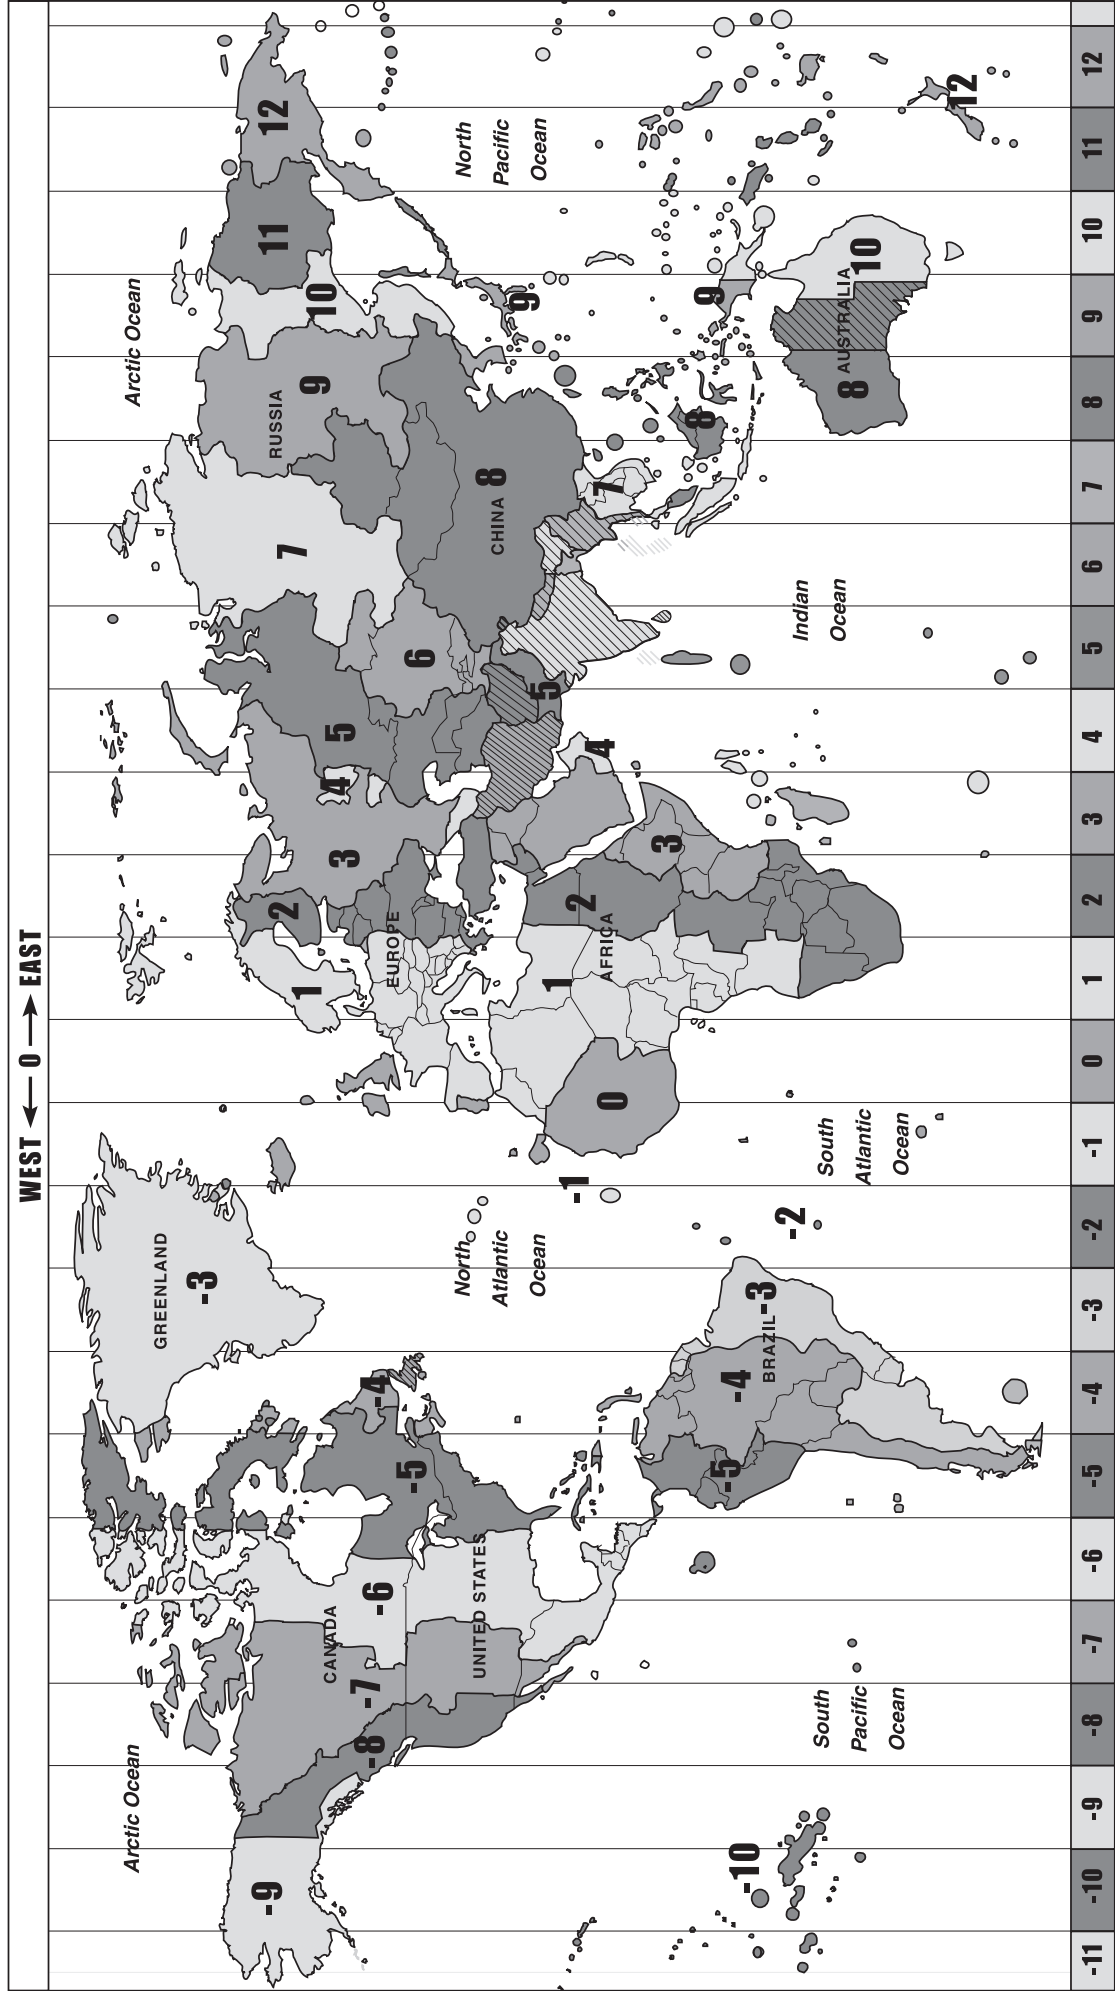 WEST ← 0 → EAST
Arctic Ocean
Arctic Ocean
GREENLAND
-3
-9
CANADA
-8
-7
-6
-5
-4
1
2
3
4
5
7
RUSSIA
9
10
11
12
EUROPE
6
UNITED STATES
North
Atlantic
Ocean
CHINA 8
North
Pacific
Ocean
9
5
4
-1
0
1
2
AFRICA
3
7
8
9
-10
-5
-4
BRAZIL
-3
-2
South
Pacific
Ocean
South
Atlantic
Ocean
Indian
Ocean
8
AUSTRALIA
10
12
-11 -10 -9 -8 -7 -6 -5 -4 -3 -2 -1 0 1 2 3 4 5 6 7 8 9 10 11 12